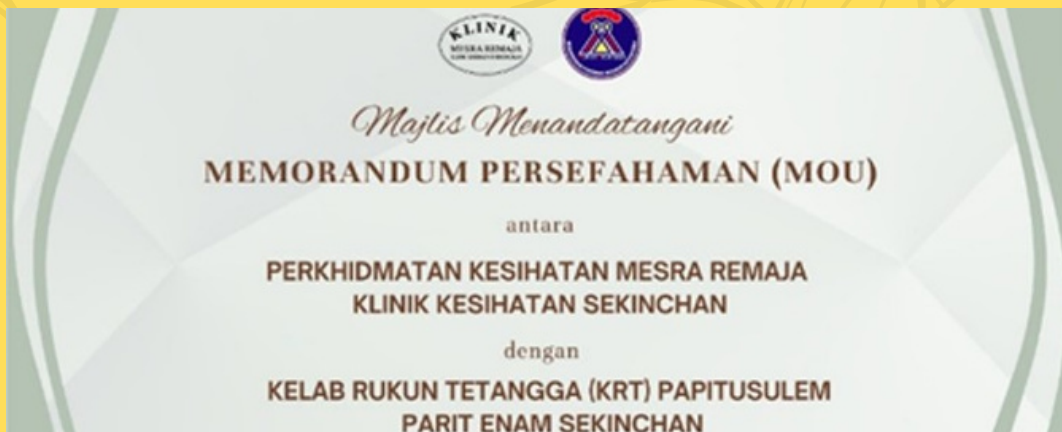 KLINIK
MESRA REMAJA
Majlis Menandatangani
MEMORANDUM PERSEFAHAMAN (MOU)
antara
PERKHIDMATAN KESIHATAN MESRA REMAJA
KLINIK KESIHATAN SEKINCHAN
dengan
KELAB RUKUN TETANGGA (KRT) PAPITUSULEM
PARIT ENAM SEKINCHAN